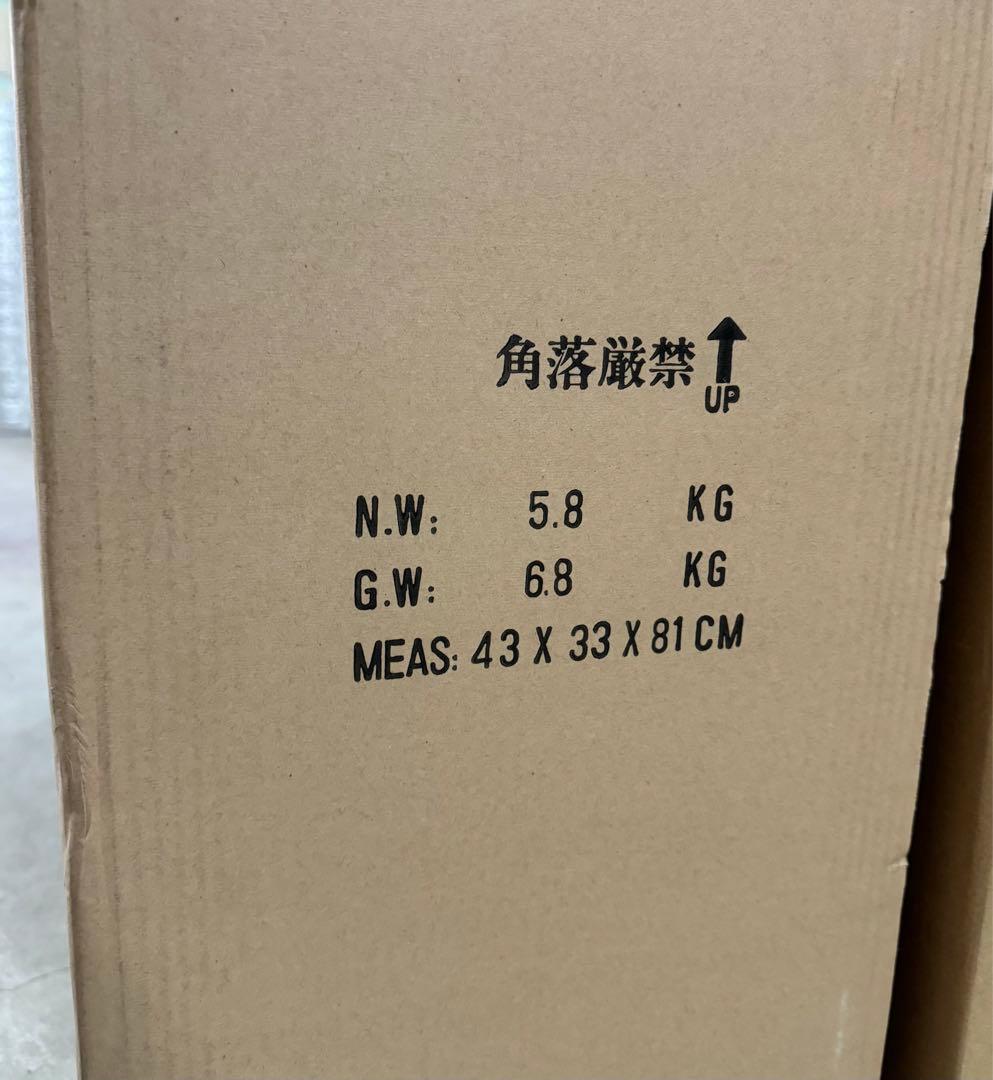 角落厳禁
UP
N.W: 5.8 KG
G.W: 6.8 KG
MEAS: 43 X 33 X 81 CM